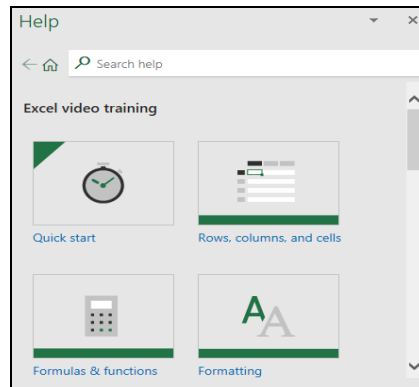 Help
Search help
Excel video training
Quick start
Rows, columns, and cells
Formulas & functions
Formatting